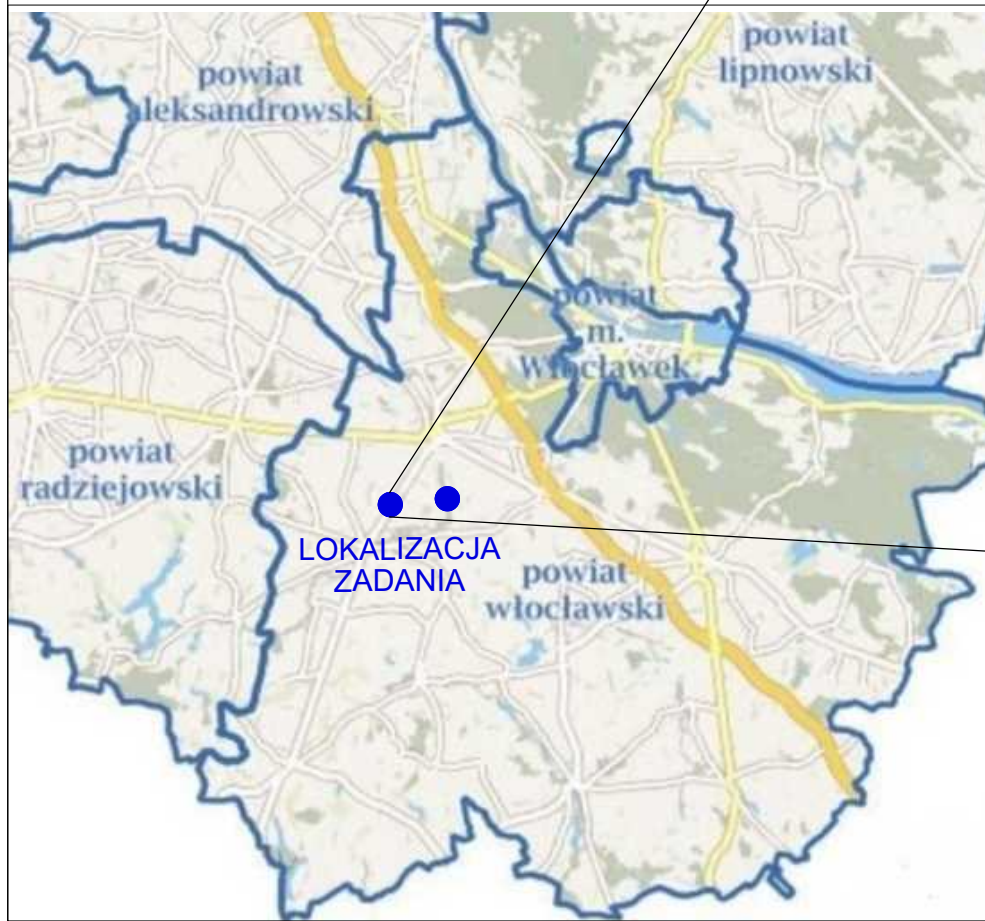 powiat
aleksandrowski
powiat
lipnowski
powiat
m.
Włocławek
powiat
radziejowski
LOKALIZACJA
ZADANIA
powiat
włocławski